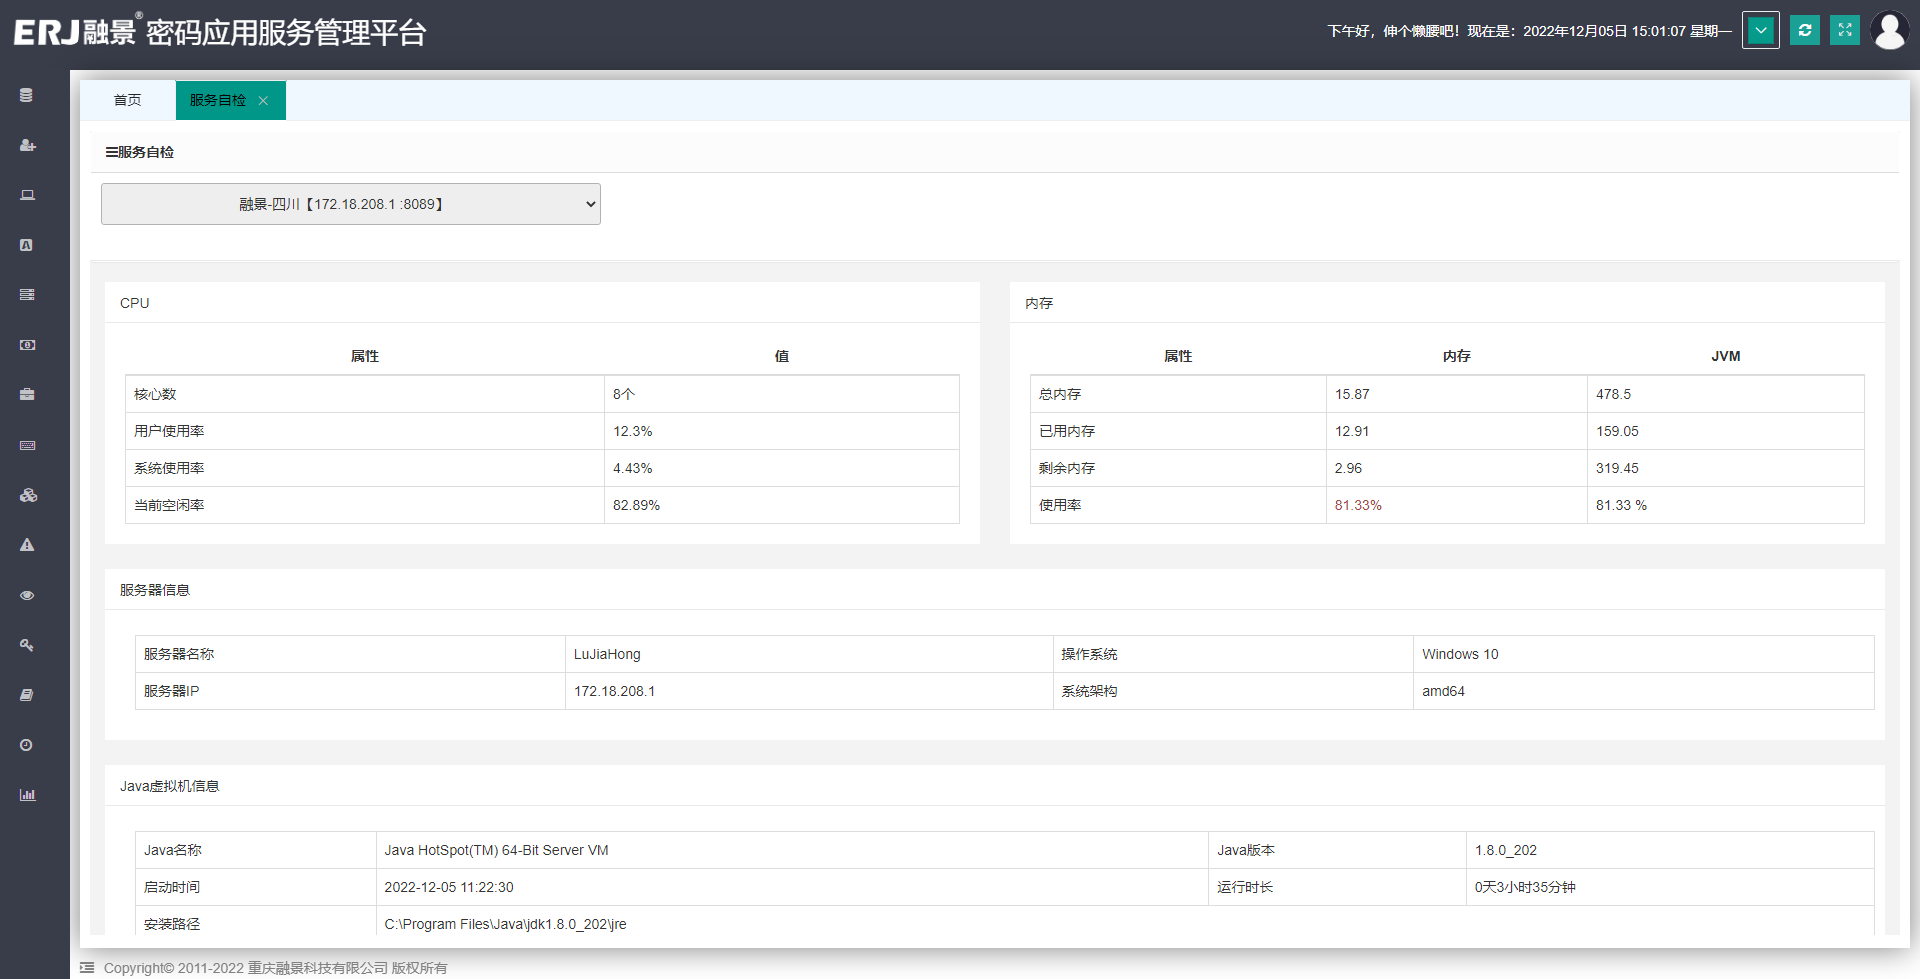 ERJ融景® 密码应用服务管理平台
下午好，伸个懒腰吧！现在是：2022年12月05日 15:01:07 星期一
首页 服务自检
服务自检
融景-四川【172.18.208.1 :8089】
CPU
属性 值
核心数 8个
用户使用率 12.3%
系统使用率 4.43%
当前空闲率 82.89%
内存
属性 内存 JVM
总内存 15.87 478.5
已用内存 12.91 159.05
剩余内存 2.96 319.45
使用率 81.33% 81.33 %
服务器信息
服务器名称 LuJiaHong 操作系统 Windows 10
服务器IP 172.18.208.1 系统架构 amd64
Java虚拟机信息
Java名称 Java HotSpot(TM) 64-Bit Server VM Java版本 1.8.0_202
启动时间 2022-12-05 11:22:30 运行时长 0天3小时35分钟
安装路径 C:\Program Files\Java\jdk1.8.0_202\jre
Copyright© 2011-2022 重庆融景科技有限公司 版权所有